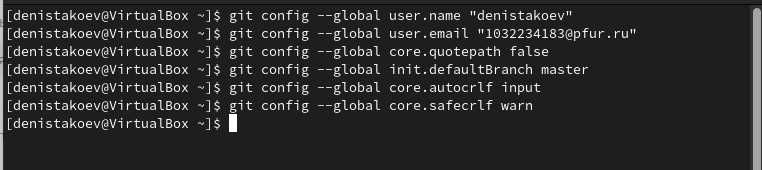 [denistakoev@VirtualBox ~]$ git config --global user.name "denistakoev"
[denistakoev@VirtualBox ~]$ git config --global user.email "1032234183@pfur.ru"
[denistakoev@VirtualBox ~]$ git config --global core.quotepath false
[denistakoev@VirtualBox ~]$ git config --global init.defaultBranch master
[denistakoev@VirtualBox ~]$ git config --global core.autocrlf input
[denistakoev@VirtualBox ~]$ git config --global core.safecrlf warn
[denistakoev@VirtualBox ~]$